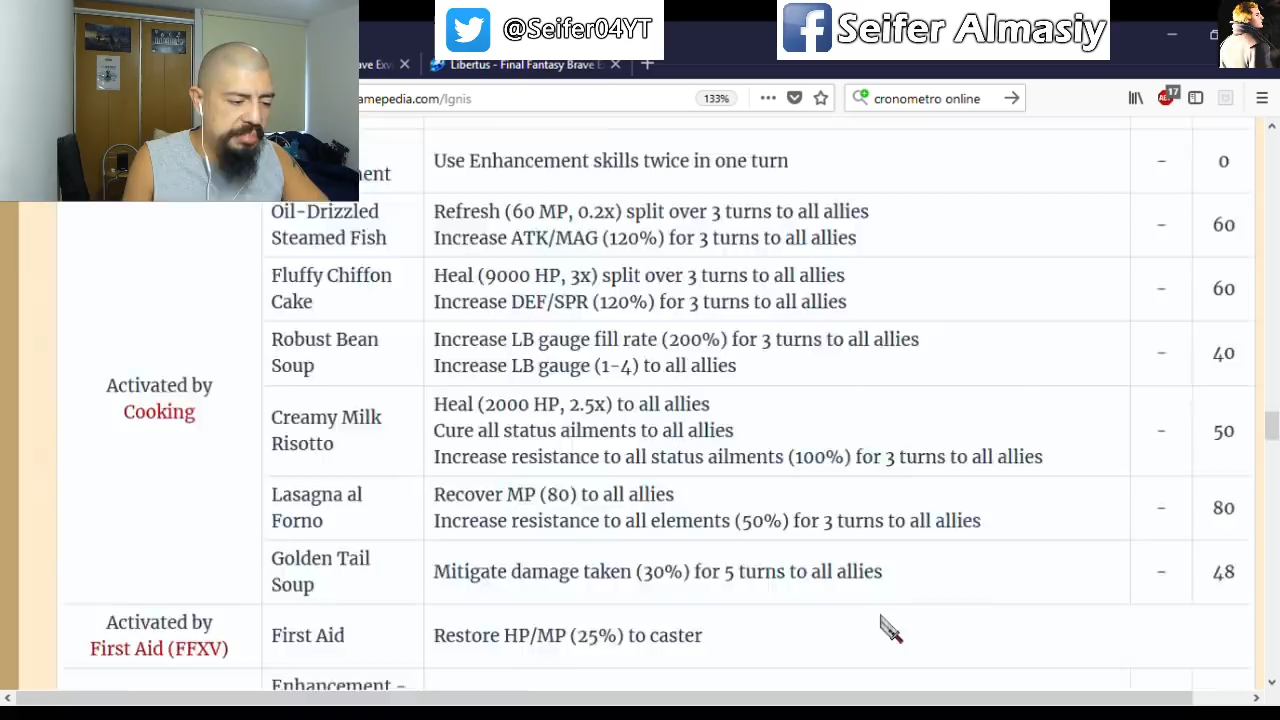 @Seifer04YT
Seifer Almasiy
ave Exv
Libertus - Final Fantasy Brave E
amepedia.com/Ignis
133%
cronometro online
17
ent
Use Enhancement skills twice in one turn
-
0
Activated by
Cooking
Oil-Drizzled
Steamed Fish
Refresh (60 MP, 0.2x) split over 3 turns to all allies
Increase ATK/MAG (120%) for 3 turns to all allies
-
60
Fluffy Chiffon
Cake
Heal (9000 HP, 3x) split over 3 turns to all allies
Increase DEF/SPR (120%) for 3 turns to all allies
-
60
Robust Bean
Soup
Increase LB gauge fill rate (200%) for 3 turns to all allies
Increase LB gauge (1-4) to all allies
-
40
Creamy Milk
Risotto
Heal (2000 HP, 2.5x) to all allies
Cure all status ailments to all allies
Increase resistance to all status ailments (100%) for 3 turns to all allies
-
50
Lasagna al
Forno
Recover MP (80) to all allies
Increase resistance to all elements (50%) for 3 turns to all allies
-
80
Golden Tail
Soup
Mitigate damage taken (30%) for 5 turns to all allies
-
48
Activated by
First Aid (FFXV)
First Aid
Restore HP/MP (25%) to caster
Enhancement -